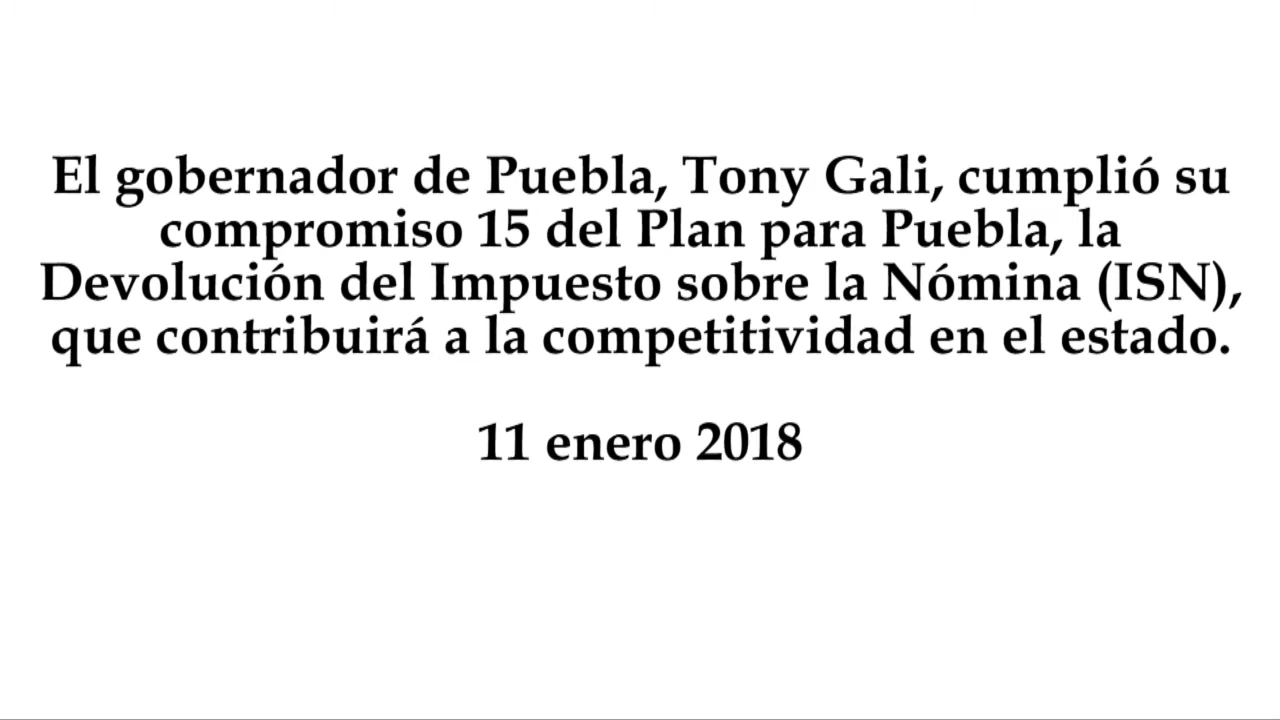 El gobernador de Puebla, Tony Gali, cumplió su
compromiso 15 del Plan para Puebla, la
Devolución del Impuesto sobre la Nómina (ISN),
que contribuirá a la competitividad en el estado.
11 enero 2018